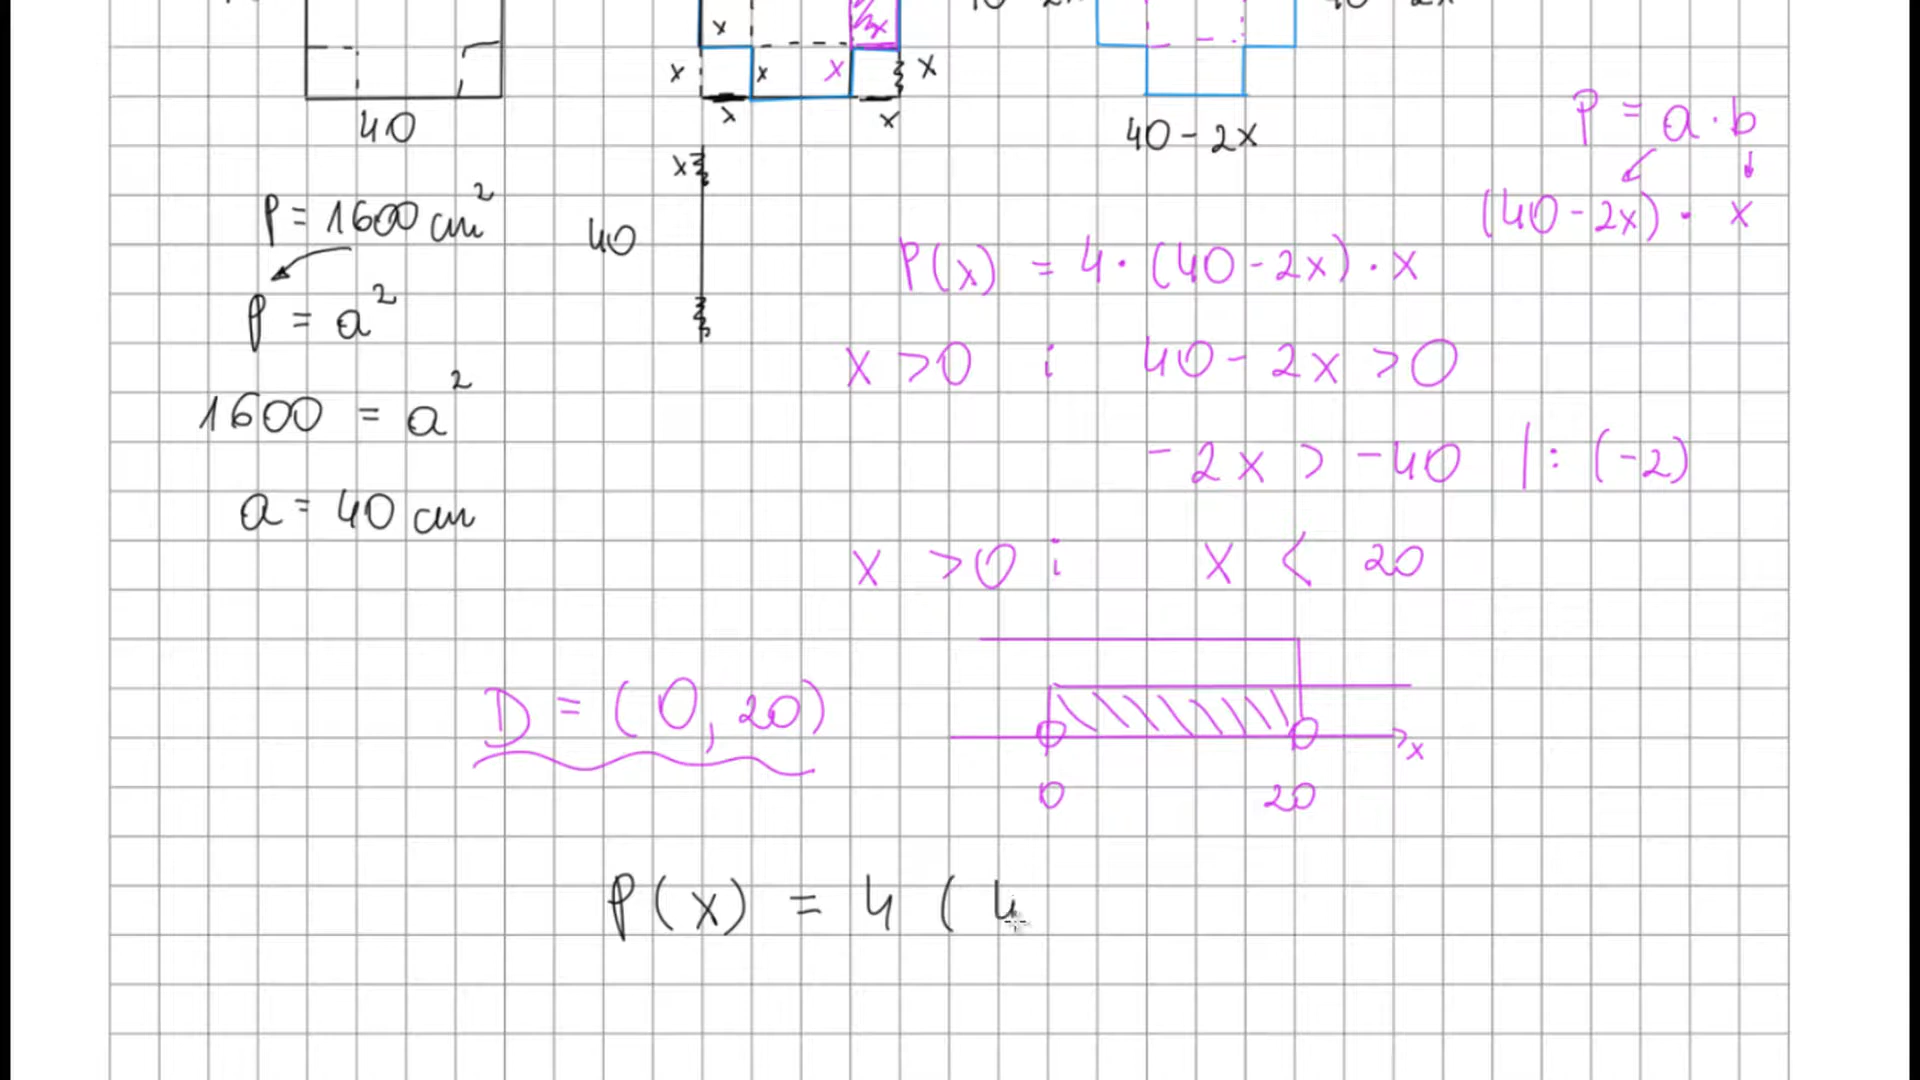 x
x
x x x x
40
x x
40 - 2x
P = a · b
x
(40 - 2x) · x
P = 1600 cm²
40
P(x) = 4 · (40 - 2x) · x
P = a²
x > 0 i 40 - 2x > 0
1600 = a²
- 2x > - 40 |: (-2)
a = 40 cm
x > 0 i x < 20
D = (0, 20)
x
0 20
P(x) = 4 ( 4